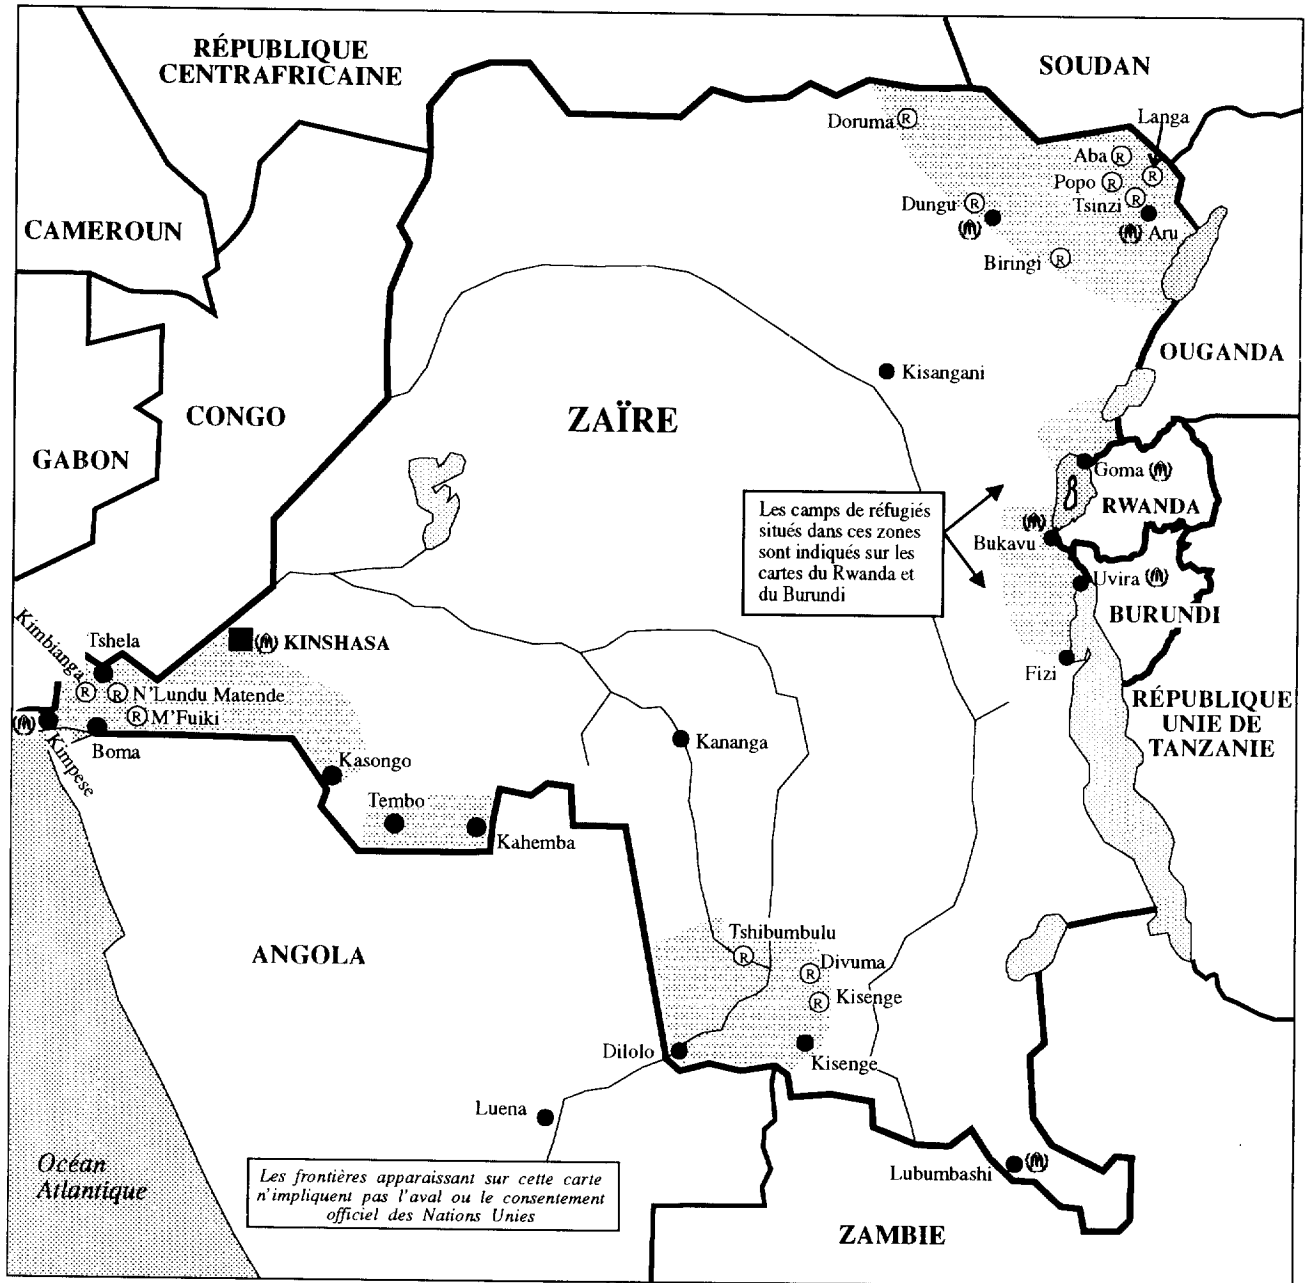 RÉPUBLIQUE
CENTRAFRICAINE
SOUDAN
Doruma
R
Langa
Aba
R
Popo
R
R
Tsinzi
R
Dungu
R
Aru
CAMEROUN
Biringi
R
OUGANDA
Kisangani
ZAÏRE
CONGO
GABON
Goma
RWANDA
Les camps de réfugiés
situés dans ces zones
sont indiqués sur les
cartes du Rwanda et
du Burundi
Bukavu
Uvira
BURUNDI
Kimbianga
Tshela
KINSHASA
Fizi
R
R
N'Lundu Matende
R
M'Fuiki
RÉPUBLIQUE
UNIE DE
TANZANIE
Kimpese
Boma
Kananga
Kasongo
Tembo
Kahemba
Tshibumbulu
R
ANGOLA
Divuma
R
R
Kisenge
Dilolo
Kisenge
Luena
Océan
Atlantique
Les frontières apparaissant sur cette carte
n'impliquent pas l'aval ou le consentement
officiel des Nations Unies
Lubumbashi
ZAMBIE